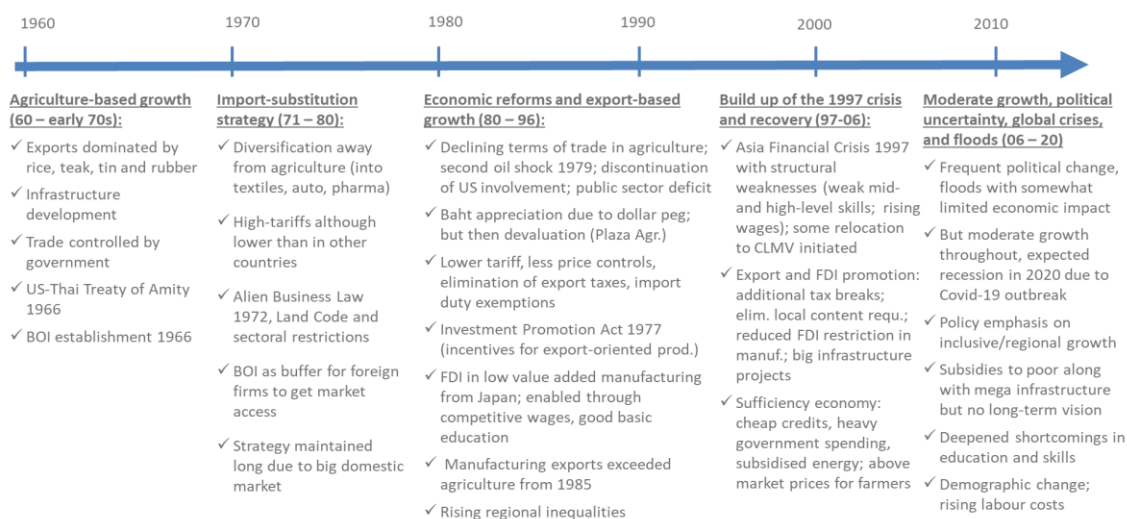 1960
1970
1980
1990
2000
2010
Agriculture-based growth
(60 – early 70s):
✓ Exports dominated by
rice, teak, tin and rubber
✓ Infrastructure
development
✓ Trade controlled by
government
✓ US-Thai Treaty of Amity
1966
✓ BOI establishment 1966
Import-substitution
strategy (71 – 80):
✓ Diversification away
from agriculture (into
textiles, auto, pharma)
✓ High-tariffs although
lower than in other
countries
✓ Alien Business Law
1972, Land Code and
sectoral restrictions
✓ BOI as buffer for foreign
firms to get market
access
✓ Strategy maintained
long due to big domestic
market
Economic reforms and export-based
growth (80 – 96):
✓ Declining terms of trade in agriculture;
second oil shock 1979; discontinuation
of US involvement; public sector deficit
✓ Baht appreciation due to dollar peg;
but then devaluation (Plaza Agr.)
✓ Lower tariff, less price controls,
elimination of export taxes, import
duty exemptions
✓ Investment Promotion Act 1977
(incentives for export-oriented prod.)
✓ FDI in low value added manufacturing
from Japan; enabled through
competitive wages, good basic
education
✓ Manufacturing exports exceeded
agriculture from 1985
✓ Rising regional inequalities
Build up of the 1997 crisis
and recovery (97-06):
✓ Asia Financial Crisis 1997
with structural
weaknesses (weak mid-
and high-level skills; rising
wages); some relocation
to CLMV initiated
✓ Export and FDI promotion:
additional tax breaks;
elim. local content requ.;
reduced FDI restriction in
manuf.; big infrastructure
projects
✓ Sufficiency economy:
cheap credits, heavy
government spending,
subsidised energy; above
market prices for farmers
Moderate growth, political
uncertainty, global crises,
and floods (06 – 20)
✓ Frequent political change,
floods with somewhat
limited economic impact
✓ But moderate growth
throughout, expected
recession in 2020 due to
Covid-19 outbreak
✓ Policy emphasis on
inclusive/regional growth
✓ Subsidies to poor along
with mega infrastructure
but no long-term vision
✓ Deepened shortcomings in
education and skills
✓ Demographic change;
rising labour costs